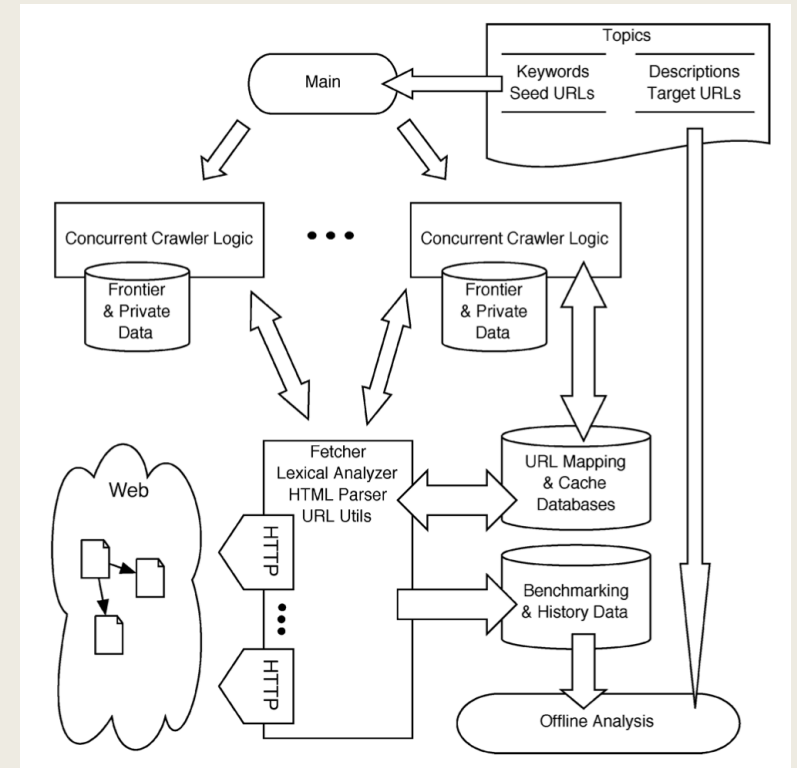 Topics
Main
Keywords
Seed URLs
Descriptions
Target URLs
Concurrent Crawler Logic
Concurrent Crawler Logic
Frontier
& Private
Data
Frontier
& Private
Data
Fetcher
Lexical Analyzer
HTML Parser
URL Utils
URL Mapping
& Cache
Databases
Web
HTTP
Benchmarking
& History Data
HTTP
Offline Analysis